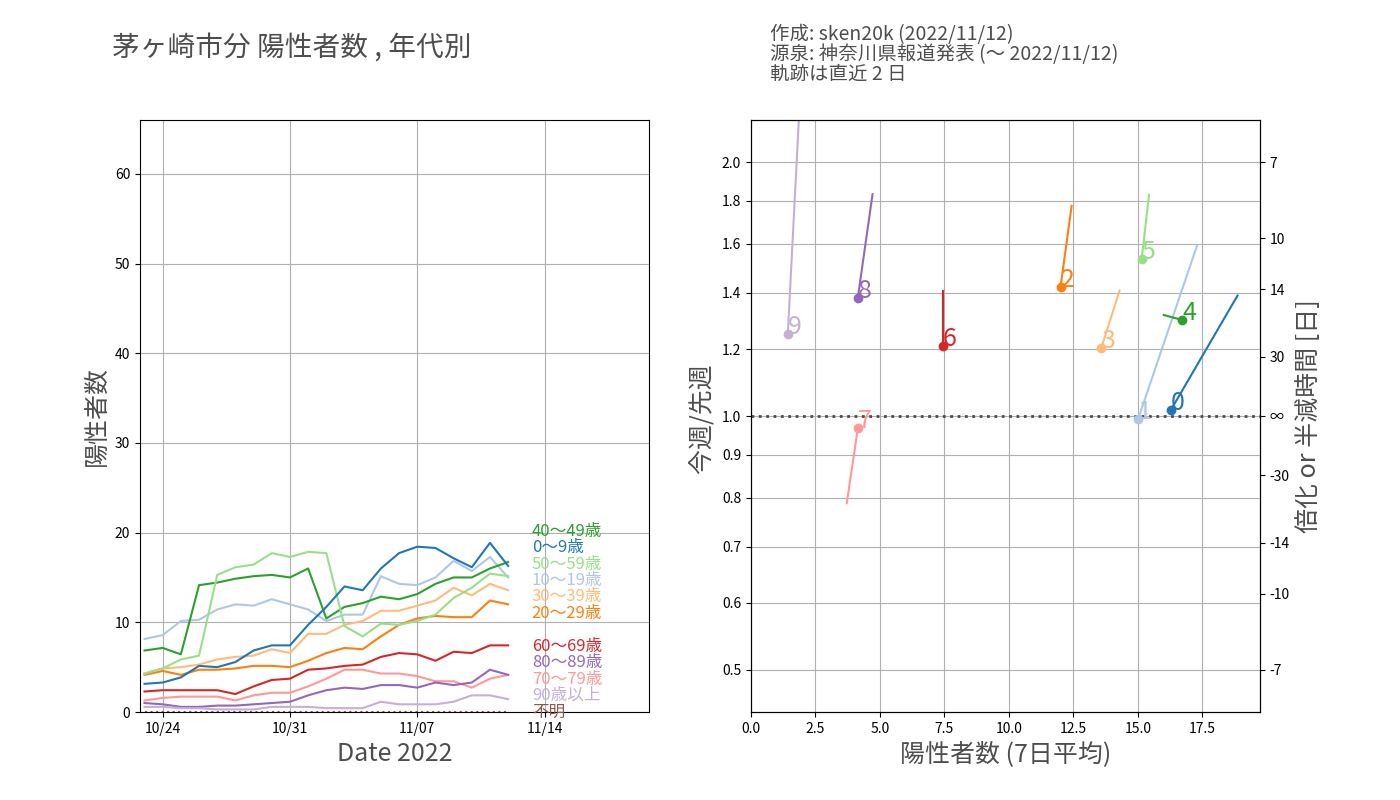 茅ヶ崎市分 陽性者数 , 年代別
作成: sken20k (2022/11/12)
源泉: 神奈川県報道発表 (～ 2022/11/12)
軌跡は直近 2 日
陽性者数
60
50
40
30
20
10
0
10/24
10/31
11/07
11/14
Date 2022
40～49歳
0～9歳
50～59歳
10～19歳
30～39歳
20～29歳
60～69歳
80～89歳
70～79歳
90歳以上
不明
今週/先週
2.0
1.8
1.6
1.4
1.2
1.0
0.9
0.8
0.7
0.6
0.5
0.0
2.5
5.0
7.5
10.0
12.5
15.0
17.5
陽性者数 (7日平均)
9
8
7
6
2
3
5
1
4
0
7
10
14
30
∞
-30
-14
-10
-7
倍化 or 半減時間 [日]